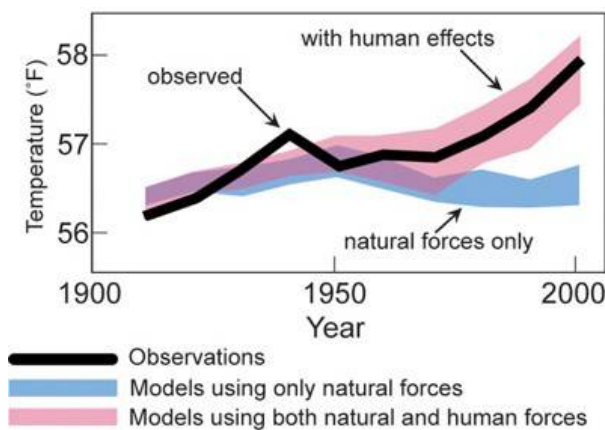 with human effects
observed
58
57
56
Temperature (˚F)
natural forces only
1900
1950
2000
Year
Observations
Models using only natural forces
Models using both natural and human forces